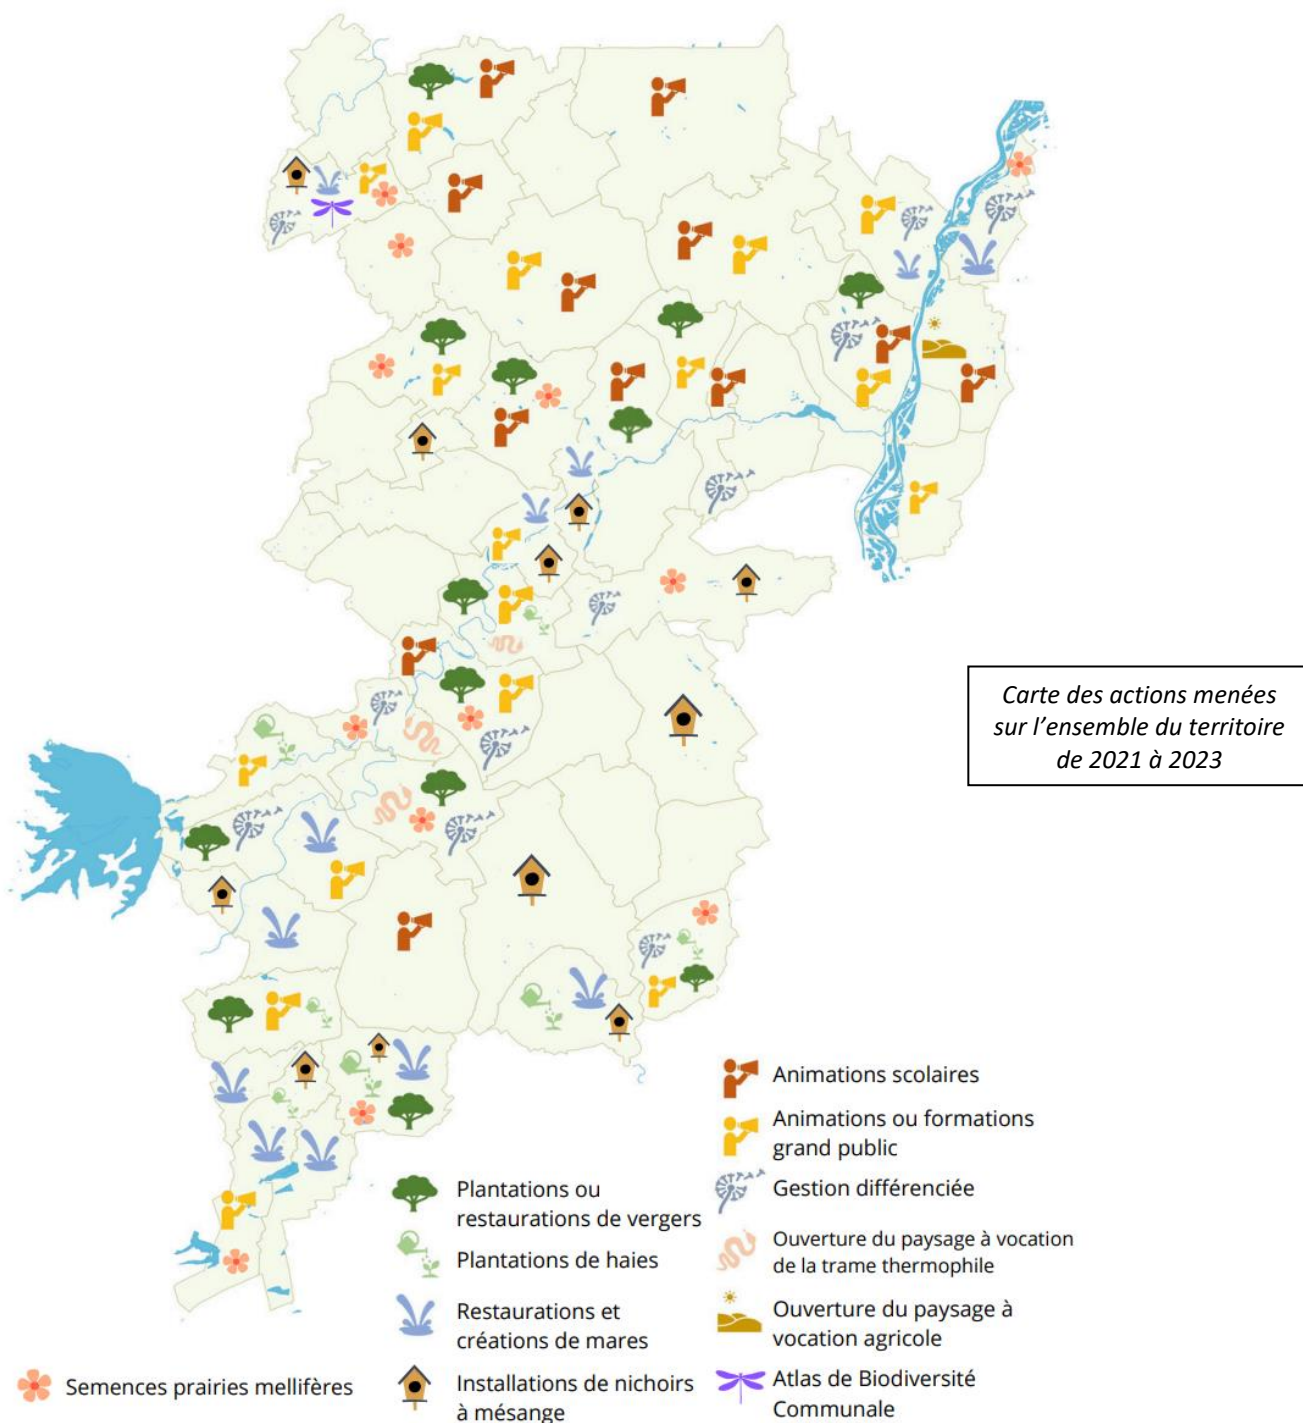 Carte des actions menées
sur l'ensemble du territoire
de 2021 à 2023
Animations scolaires
Animations ou formations
grand public
Gestion différenciée
Ouverture du paysage à vocation
de la trame thermophile
Ouverture du paysage à
vocation agricole
Atlas de Biodiversité
Communale
Plantations ou
restaurations de vergers
Plantations de haies
Restaurations et
créations de mares
Installations de nichoirs
à mésange
Semences prairies mellifères